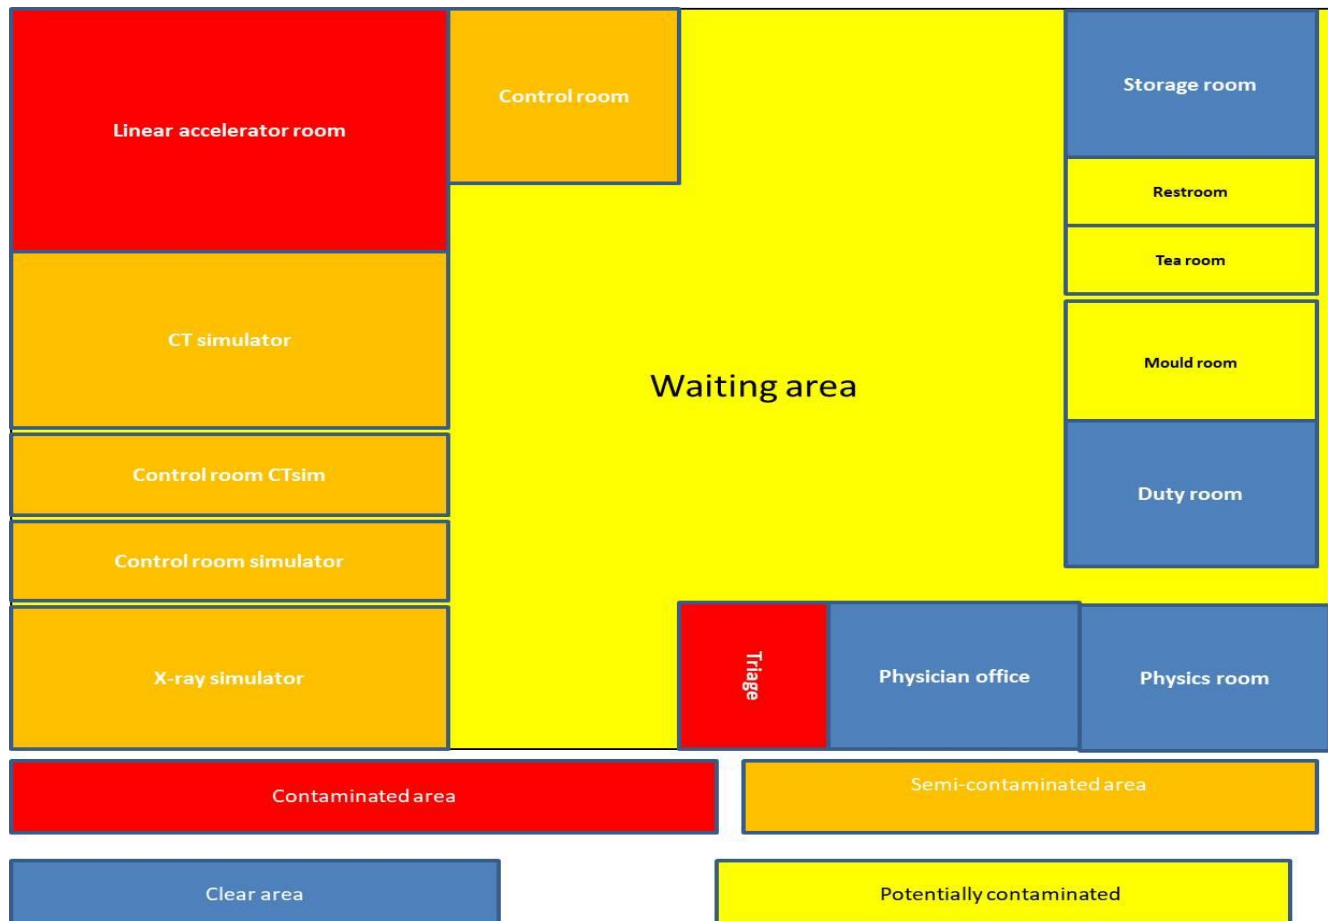 Linear accelerator room
Control room
Storage room
Restroom
Tea room
CT simulator
Waiting area
Mould room
Control room CTsim
Duty room
Control room simulator
X-ray simulator
Triage
Physician office
Physics room
Contaminated area
Semi-contaminated area
Clear area
Potentially contaminated